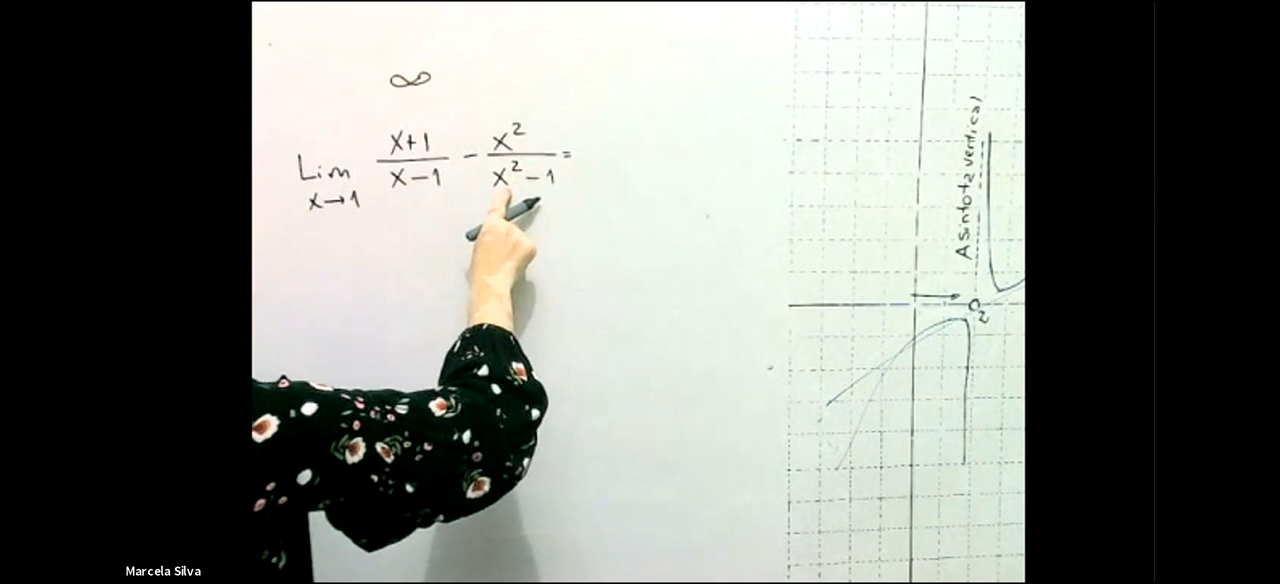 ∞
Lim x→1 (x+1)/(x-1) - x²/(x²-1) =
Asintota vertical
2
Marcela Silva